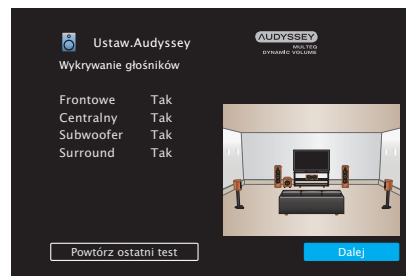 Ustaw.Audyssey
AUDYSSEY
MULTEQ
DYNAMIC VOLUME
Wykrywanie głośników
Frontowe Tak
Centralny Tak
Subwoofer Tak
Surround Tak
Powtórz ostatni test
Dalej